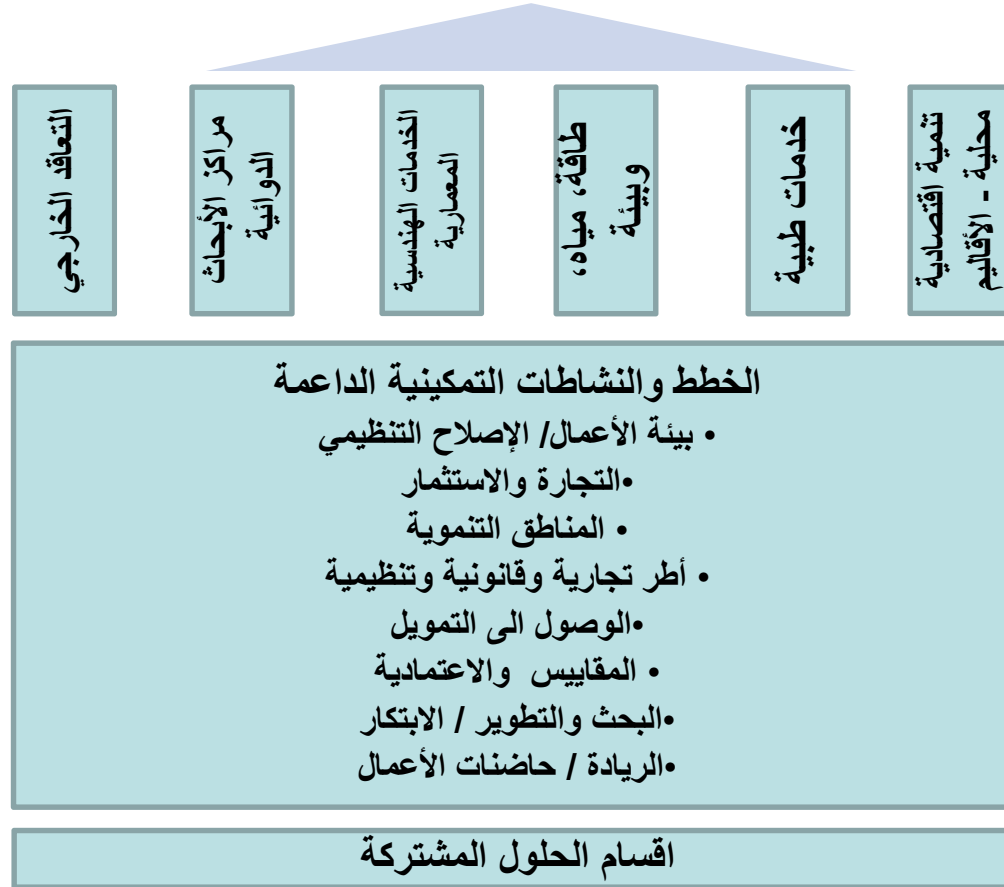 تنمية اقتصادية
محلية - الأقاليم
خدمات طبية
طاقة، مياه،
وبيئة
الخدمات الهندسية
المعمارية
مراكز الأبحاث
الدوائية
التعاقد الخارجي
الخطط والنشاطات التمكينية الداعمة
• بيئة الأعمال/ الإصلاح التنظيمي
•التجارة والاستثمار
• المناطق التنموية
• أطر تجارية وقانونية وتنظيمية
•الوصول الى التمويل
• المقاييس والاعتمادية
•البحث والتطوير / الابتكار
•الريادة / حاضنات الأعمال
اقسام الحلول المشتركة